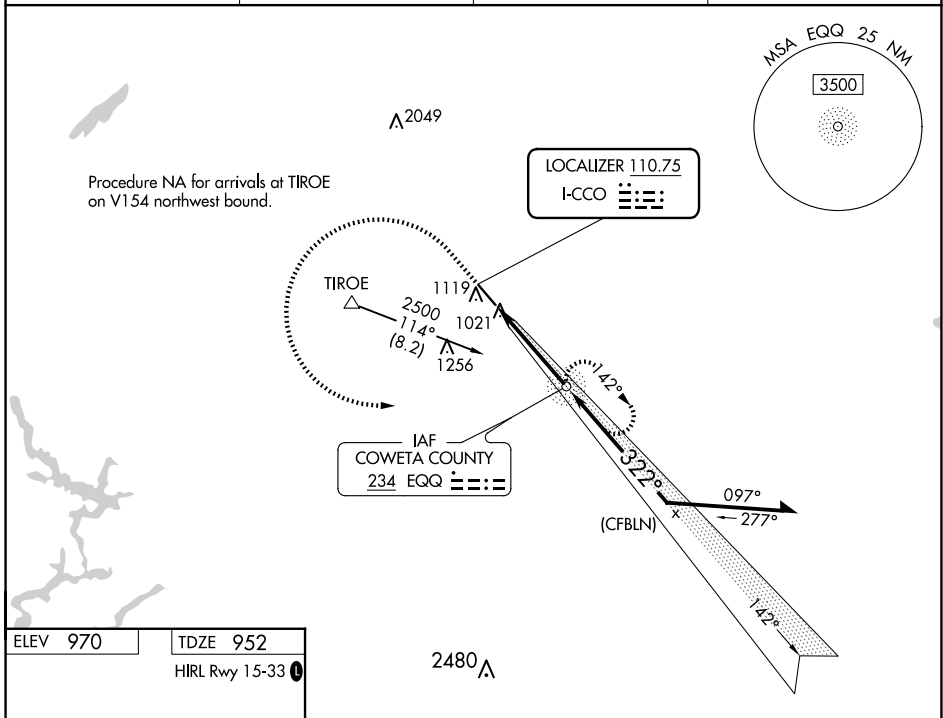 MSA EQQ 25 NM
3500
2049
Procedure NA for arrivals at TIROE
on V154 northwest bound.
LOCALIZER 110.75
I-CCO
TIROE
2500
114°
(8.2)
1119
1021
1256
142°
IAF
COWETA COUNTY
234 EQQ
322°
097°
277°
(CFBLN)
x
142°
ELEV 970
TDZE 952
HIRL Rwy 15-33 L
2480